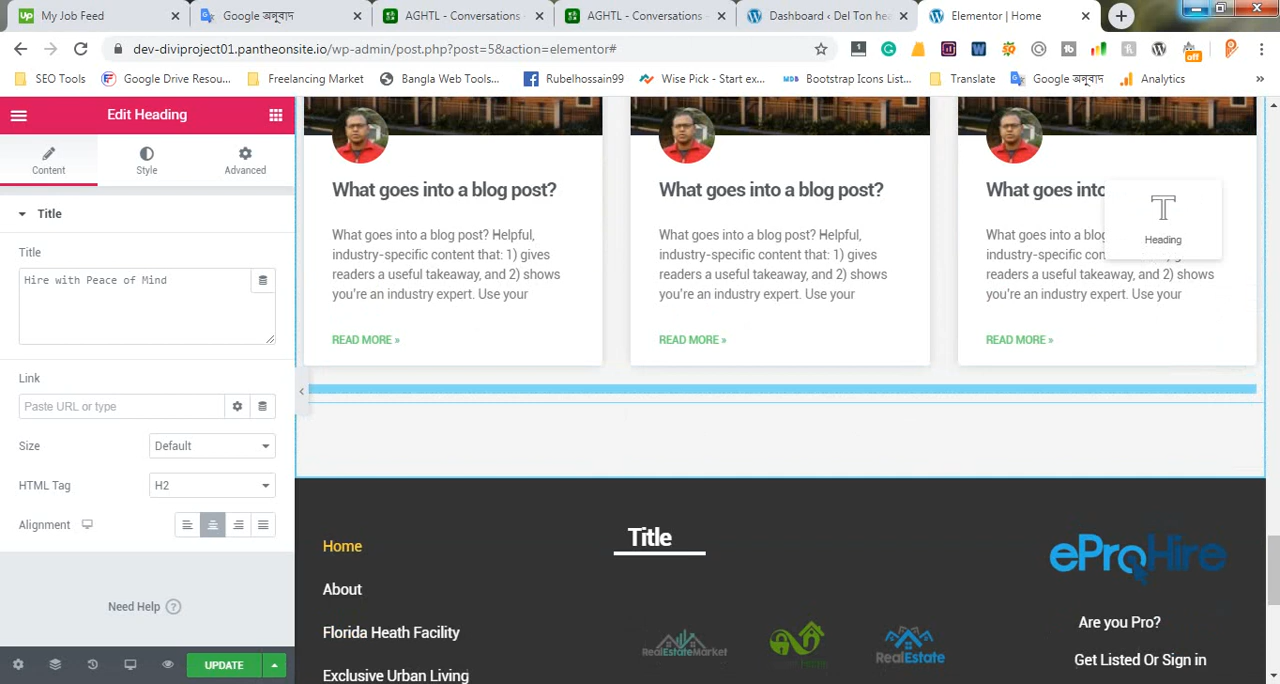 My Job Feed
Google অনুবাদ
AGHTL - Conversations
AGHTL - Conversations
Dashboard ‹ Del Ton hea
Elementor | Home
dev-diviproject01.pantheonsite.io/wp-admin/post.php?post=5&action=elementor#
off
SEO Tools
Google Drive Resou...
Freelancing Market
Bangla Web Tools...
Rubelhossain99
Wise Pick - Start ex...
MDB Bootstrap Icons List...
Translate
Google অনুবাদ
Analytics
»
Edit Heading
Content
Style
Advanced
Title
Title
Hire with Peace of Mind
Link
Paste URL or type
Size
Default
HTML Tag
H2
Alignment
Need Help ?
UPDATE
What goes into a blog post?
What goes into a blog post? Helpful,
industry-specific content that: 1) gives
readers a useful takeaway, and 2) shows
you're an industry expert. Use your
READ MORE »
What goes into a blog post?
What goes into a blog post? Helpful,
industry-specific content that: 1) gives
readers a useful takeaway, and 2) shows
you're an industry expert. Use your
READ MORE »
What goes into
What goes into a blog
industry-specific con
readers a useful takeaway, and 2) shows
you're an industry expert. Use your
READ MORE »
Heading
Home
About
Florida Heath Facility
Exclusive Urban Living
Title
RealEstateMarket
RealEstate
eProHire
Are you Pro?
Get Listed Or Sign in